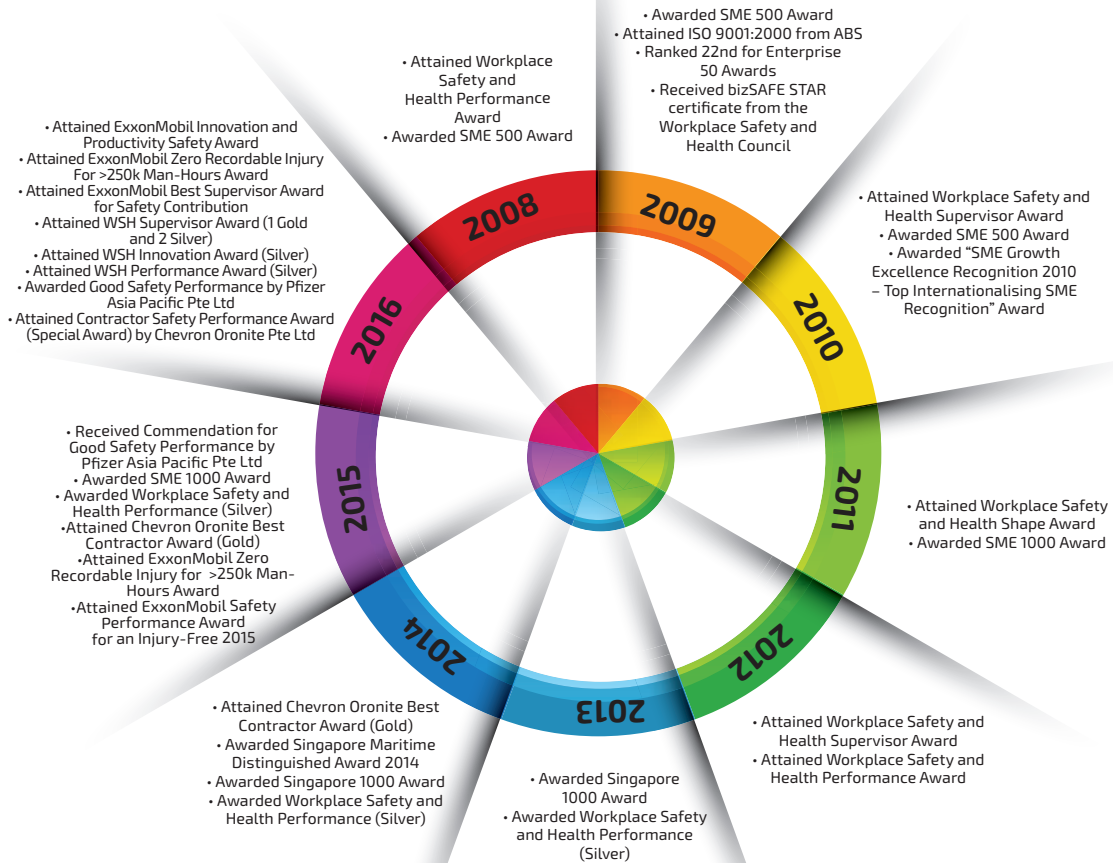 2008
• Attained Workplace
Safety and
Health Performance
Award
• Awarded SME 500 Award
2009
• Awarded SME 500 Award
• Attained ISO 9001:2000 from ABS
• Ranked 22nd for Enterprise
50 Awards
• Received bizSAFE STAR
certificate from the
Workplace Safety and
Health Council
2010
• Attained Workplace Safety and
Health Supervisor Award
• Awarded SME 500 Award
• Awarded “SME Growth
Excellence Recognition 2010
– Top Internationalising SME
Recognition” Award
2011
• Attained Workplace Safety
and Health Shape Award
• Awarded SME 1000 Award
2012
• Attained Workplace Safety and
Health Supervisor Award
• Attained Workplace Safety and
Health Performance Award
2013
• Awarded Singapore
1000 Award
• Awarded Workplace Safety
and Health Performance
(Silver)
2014
• Attained Chevron Oronite Best
Contractor Award (Gold)
• Awarded Singapore Maritime
Distinguished Award 2014
• Awarded Singapore 1000 Award
• Awarded Workplace Safety and
Health Performance (Silver)
2015
• Received Commendation for
Good Safety Performance by
Pfizer Asia Pacific Pte Ltd
• Awarded SME 1000 Award
• Awarded Workplace Safety and
Health Performance (Silver)
•Attained Chevron Oronite Best
Contractor Award (Gold)
•Attained ExxonMobil Zero
Recordable Injury for >250k Man-
Hours Award
•Attained ExxonMobil Safety
Performance Award
for an Injury-Free 2015
2016
• Attained ExxonMobil Innovation and
Productivity Safety Award
• Attained ExxonMobil Zero Recordable Injury
For >250k Man-Hours Award
• Attained ExxonMobil Best Supervisor Award
for Safety Contribution
• Attained WSH Supervisor Award (1 Gold
and 2 Silver)
• Attained WSH Innovation Award (Silver)
• Attained WSH Performance Award (Silver)
• Awarded Good Safety Performance by Pfizer
Asia Pacific Pte Ltd
• Attained Contractor Safety Performance Award
(Special Award) by Chevron Oronite Pte Ltd